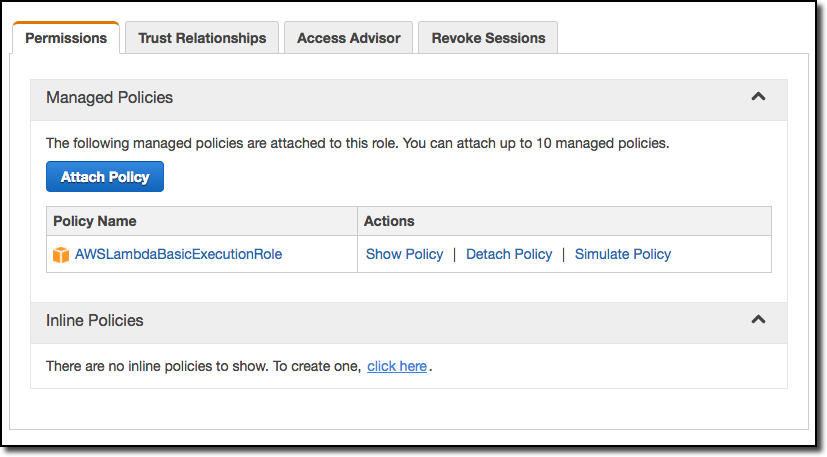 Permissions Trust Relationships Access Advisor Revoke Sessions
Managed Policies
The following managed policies are attached to this role. You can attach up to 10 managed policies.
Attach Policy
Policy Name Actions
AWSLambdaBasicExecutionRole Show Policy | Detach Policy | Simulate Policy
Inline Policies
There are no inline policies to show. To create one, click here.